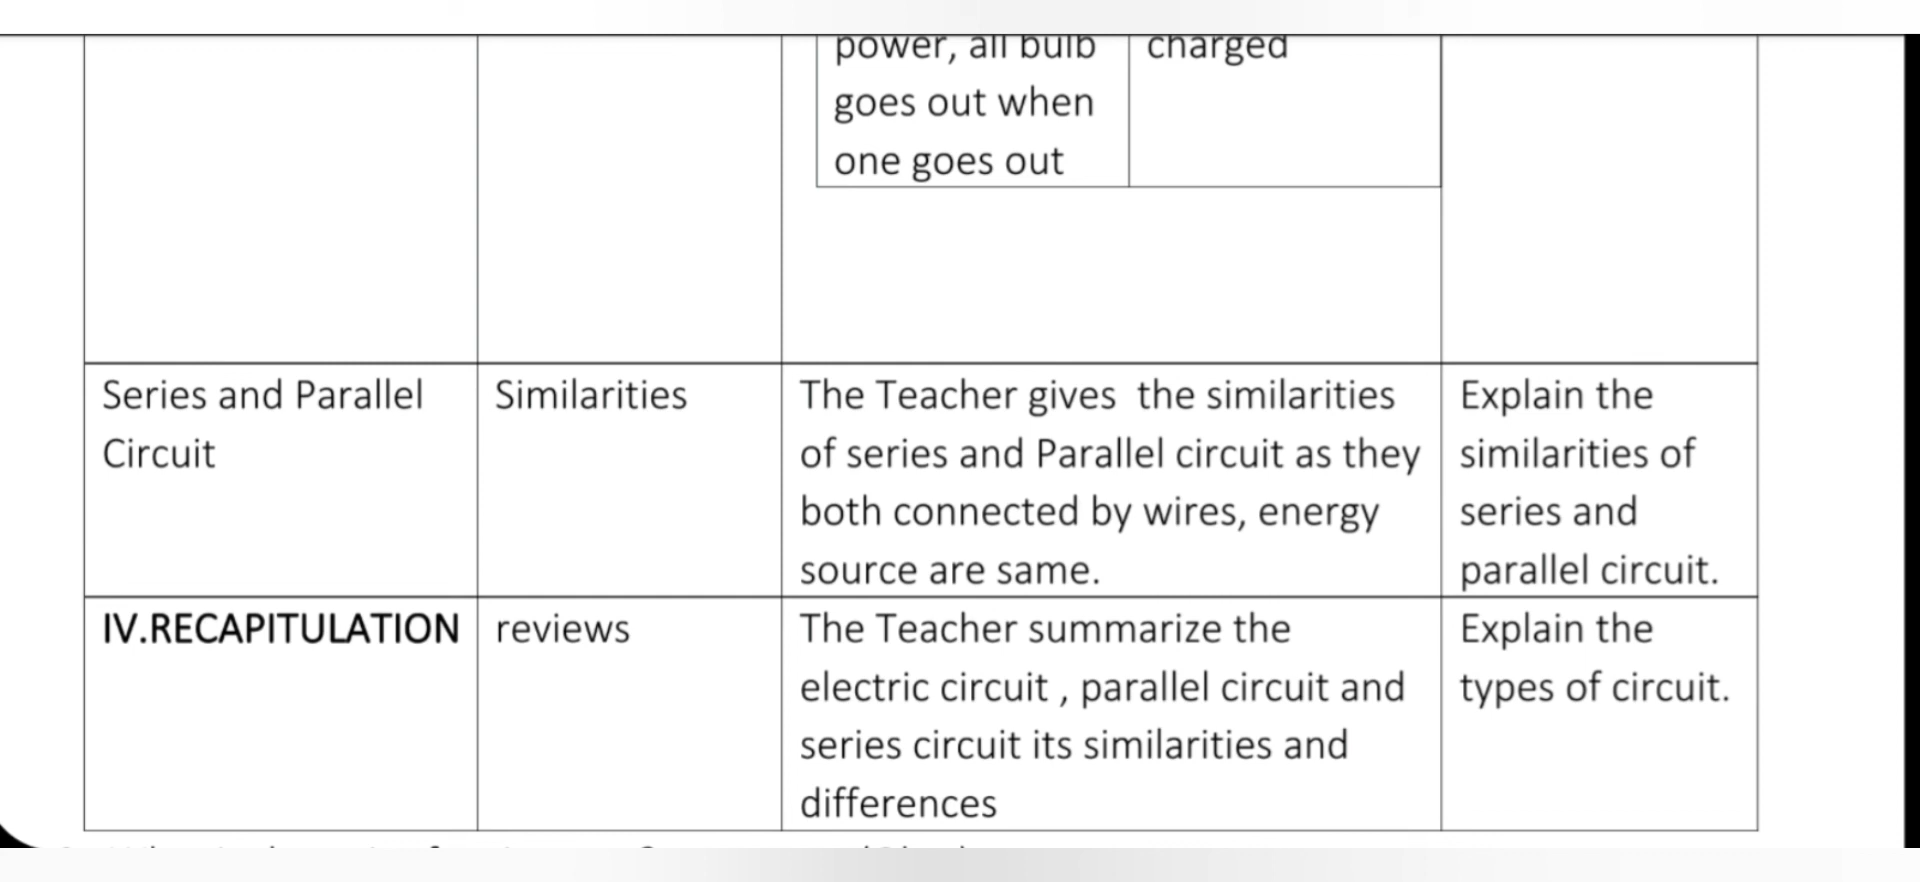 power, all bulb
goes out when
one goes out
charged
Series and Parallel
Circuit
Similarities
The Teacher gives the similarities
of series and Parallel circuit as they
both connected by wires, energy
source are same.
Explain the
similarities of
series and
parallel circuit.
IV.RECAPITULATION
reviews
The Teacher summarize the
electric circuit , parallel circuit and
series circuit its similarities and
differences
Explain the
types of circuit.